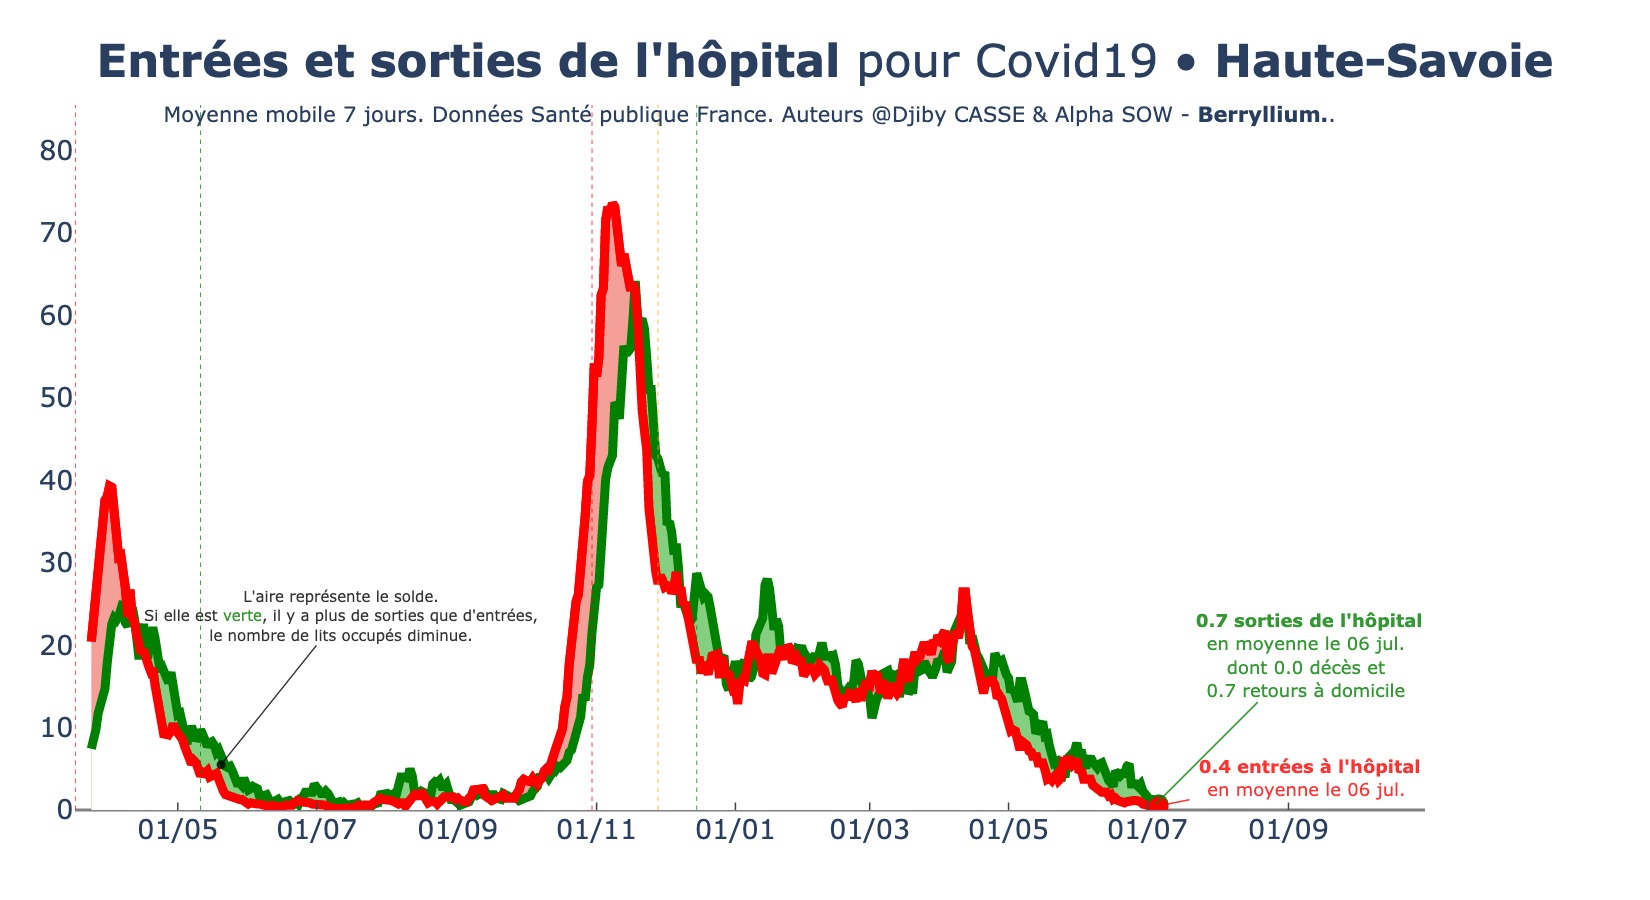 Entrées et sorties de l'hôpital pour Covid19 • Haute-Savoie
Moyenne mobile 7 jours. Données Santé publique France. Auteurs @Djiby CASSE & Alpha SOW - Berryllium..
80
70
60
50
40
30
20
10
0
L'aire représente le solde.
Si elle est verte, il y a plus de sorties que d'entrées,
le nombre de lits occupés diminue.
0.7 sorties de l'hôpital
en moyenne le 06 jul.
dont 0.0 décès et
0.7 retours à domicile
0.4 entrées à l'hôpital
en moyenne le 06 jul.
01/05 01/07 01/09 01/11 01/01 01/03 01/05 01/07 01/09